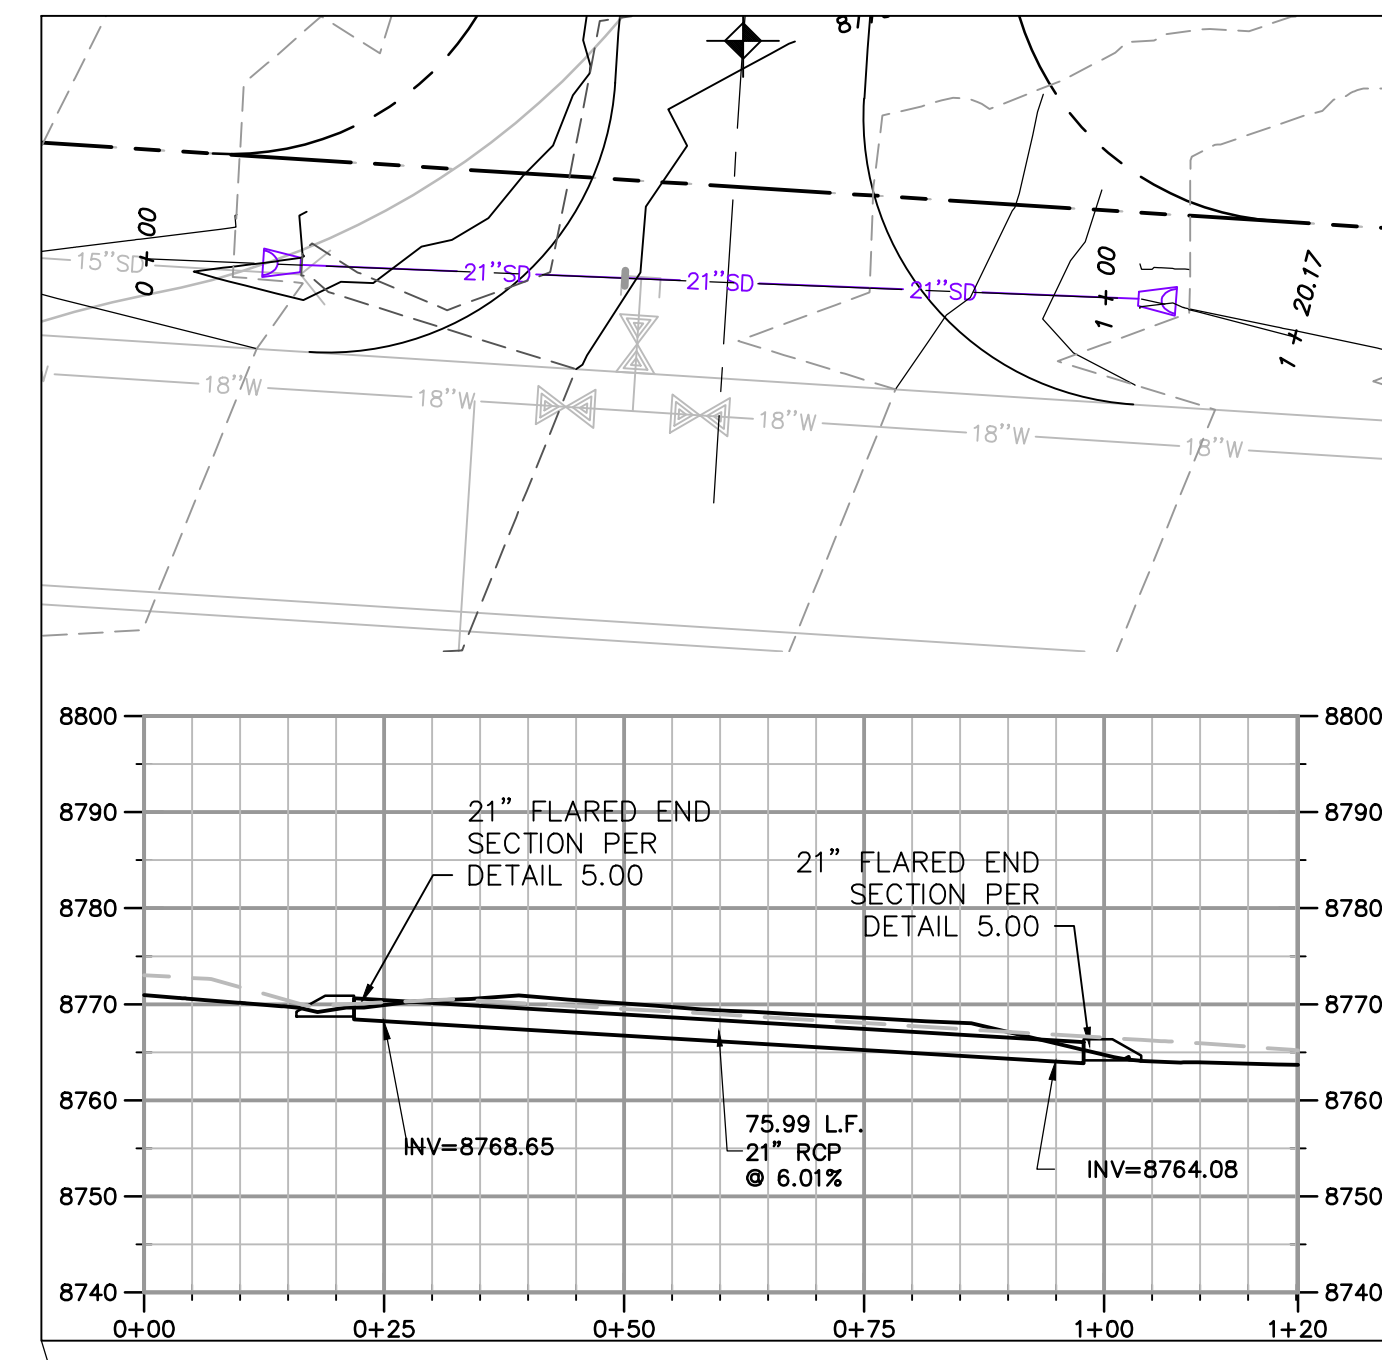 0 + 00
15"SD
21"SD
21"SD
21"SD
1 + 00
1 + 20.17
18"W
18"W
18"W
18"W
18"W
8800
8800
8790
8790
21" FLARED END
SECTION PER
DETAIL 5.00
21" FLARED END
SECTION PER
DETAIL 5.00
8780
8780
8770
8770
8760
8760
INV=8768.65
75.99 L.F.
21" RCP
@ 6.01%
INV=8764.08
8750
8750
8740
8740
0+00
0+25
0+50
0+75
1+00
1+20